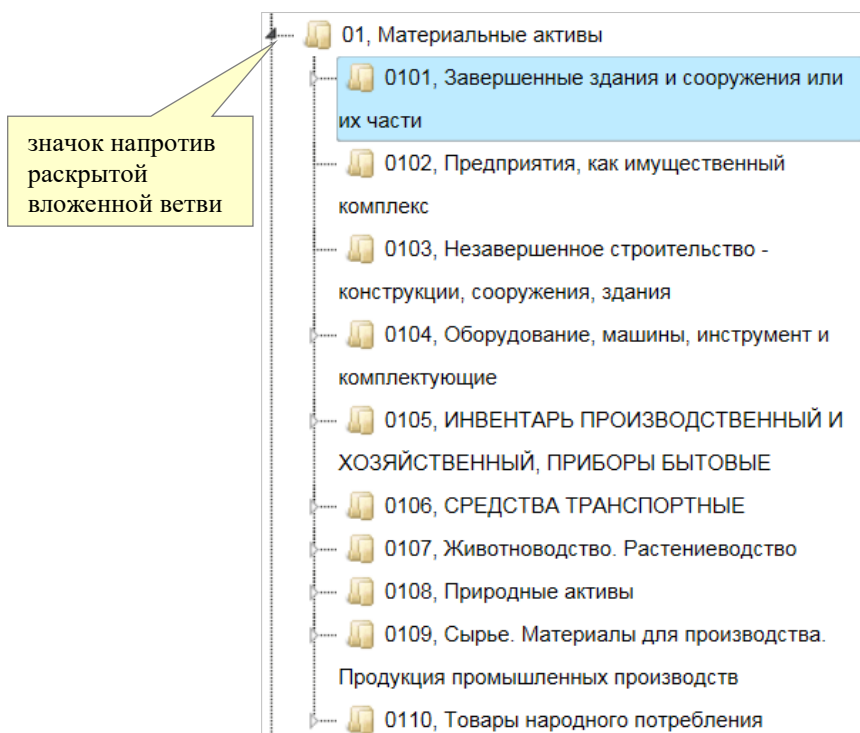 01, Материальные активы
0101, Завершенные здания и сооружения или
их части
значок напротив
раскрытой
вложенной ветви
0102, Предприятия, как имущественный
комплекс
0103, Незавершенное строительство -
конструкции, сооружения, здания
0104, Оборудование, машины, инструмент и
комплектующие
0105, ИНВЕНТАРЬ ПРОИЗВОДСТВЕННЫЙ И
ХОЗЯЙСТВЕННЫЙ, ПРИБОРЫ БЫТОВЫЕ
0106, СРЕДСТВА ТРАНСПОРТНЫЕ
0107, Животноводство. Растениеводство
0108, Природные активы
0109, Сырье. Материалы для производства.
Продукция промышленных производств
0110, Товары народного потребления